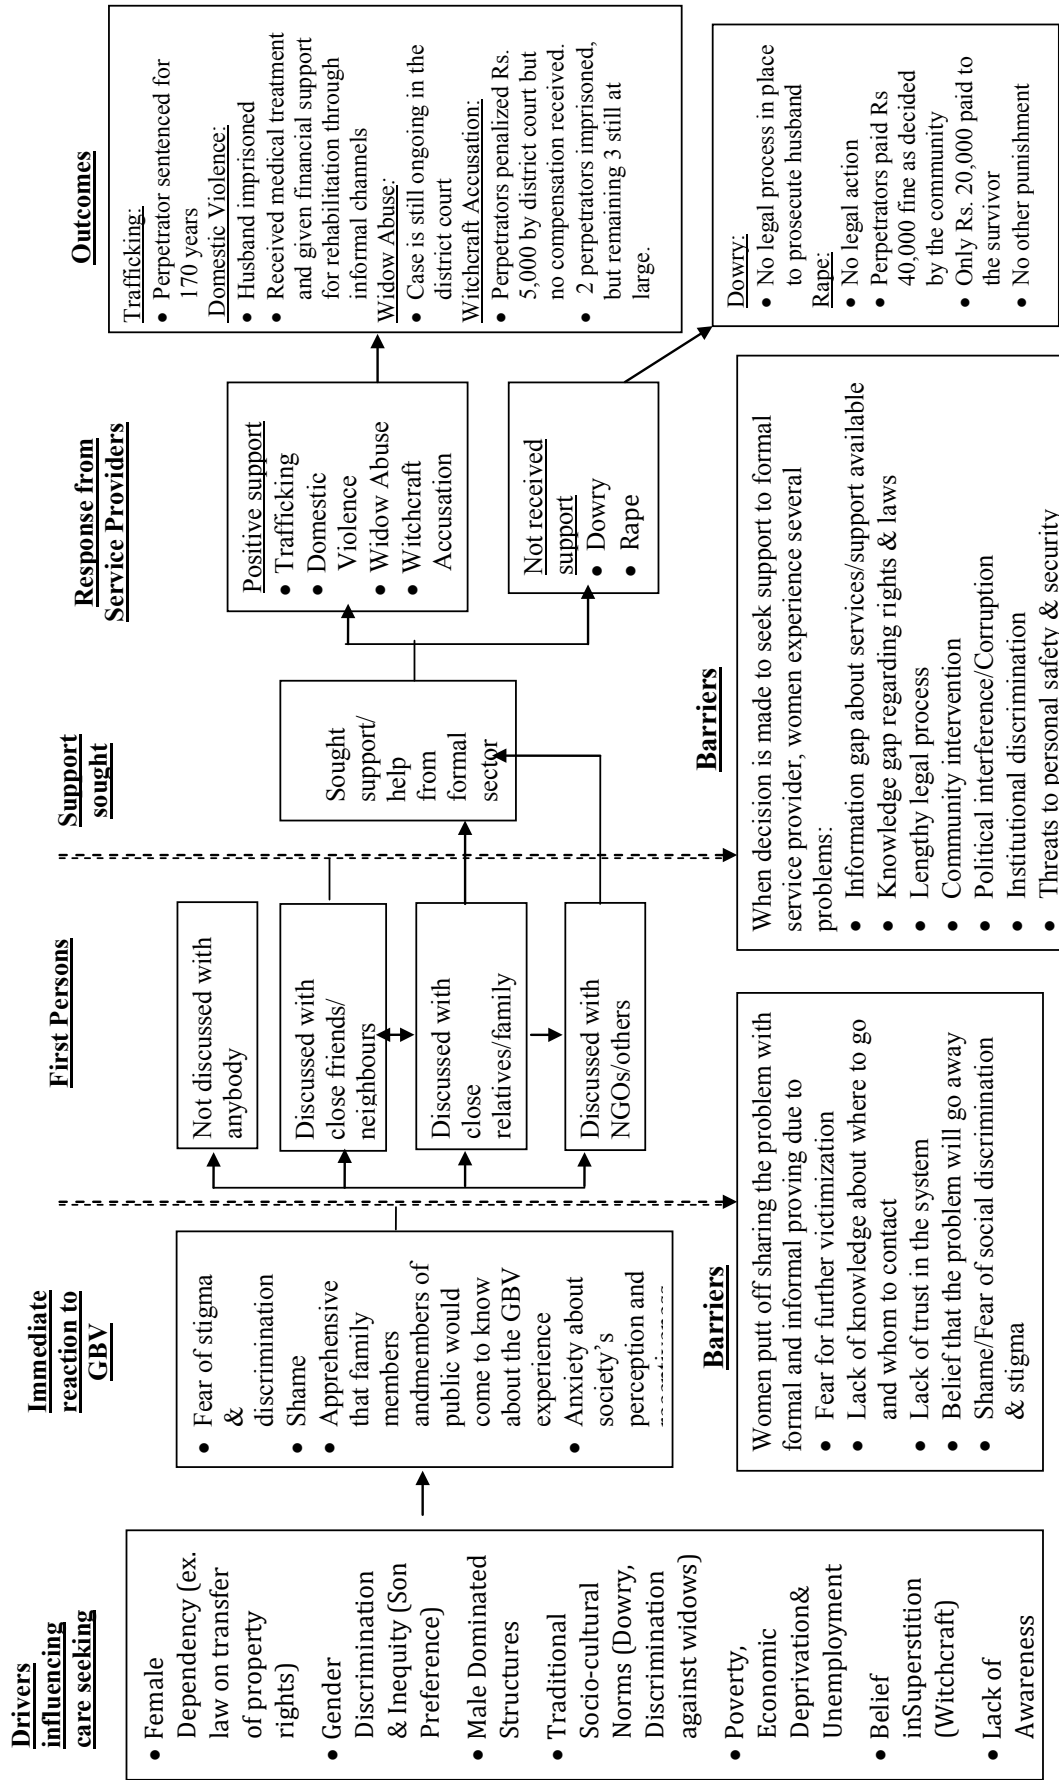 Drivers
influencing
care seeking
• Female
Dependency (ex.
law on transfer
of property
rights)
• Gender
Discrimination
& Inequity (Son
Preference)
• Male Dominated
Structures
• Traditional
Socio-cultural
Norms (Dowry,
Discrimination
against widows)
• Poverty,
Economic
Deprivation&
Unemployment
• Belief
inSuperstition
(Witchcraft)
• Lack of
Awareness
Immediate
reaction to
GBV
• Fear of stigma
&
discrimination
• Shame
• Apprehensive
that family
members
andmembers of
public would
come to know
about the GBV
experience
• Anxiety about
society's
perception and
Barriers
Women putt off sharing the problem with
formal and informal proving due to
• Fear for further victimization
• Lack of knowledge about where to go
and whom to contact
• Lack of trust in the system
• Belief that the problem will go away
• Shame/Fear of social discrimination
& stigma
First Persons
Not discussed with
anybody
Discussed with
close friends/
neighbours
Discussed with
close
relatives/family
Discussed with
NGOs/others
Support
sought
Sought
support/
help
from
formal
sector
Barriers
When decision is made to seek support to formal
service provider, women experience several
problems:
• Information gap about services/support available
• Knowledge gap regarding rights & laws
• Lengthy legal process
• Community intervention
• Political interference/Corruption
• Institutional discrimination
• Threats to personal safety & security
Response from
Service Providers
Positive support
• Trafficking
• Domestic
Violence
• Widow Abuse
• Witchcraft
Accusation
Not received
support
• Dowry
• Rape
Outcomes
Trafficking:
• Perpetrator sentenced for
170 years
Domestic Violence:
• Husband imprisoned
• Received medical treatment
and given financial support
for rehabilitation through
informal channels
Widow Abuse:
• Case is still ongoing in the
district court
Witchcraft Accusation:
• Perpetrators penalized Rs.
5,000 by district court but
no compensation received.
• 2 perpetrators imprisoned,
but remaining 3 still at
large.
Dowry:
• No legal process in place
to prosecute husband
Rape:
• No legal action
• Perpetrators paid Rs
40,000 fine as decided
by the community
• Only Rs. 20,000 paid to
the survivor
• No other punishment